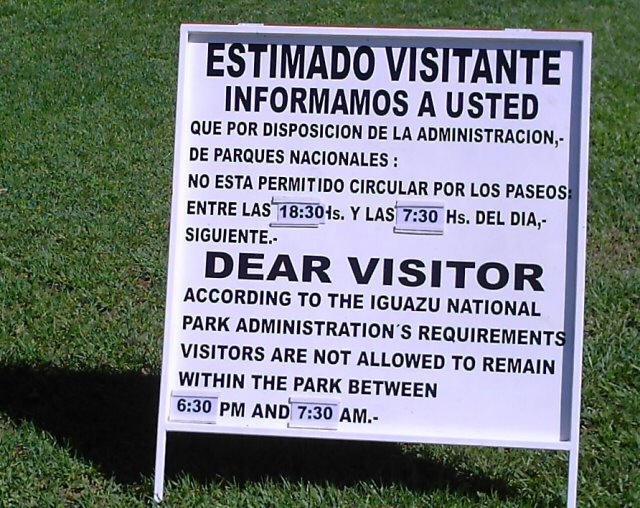 ESTIMADO VISITANTE
INFORMAMOS A USTED
QUE POR DISPOSICION DE LA ADMINISTRACION,-
DE PARQUES NACIONALES :
NO ESTA PERMITIDO CIRCULAR POR LOS PASEOS:
ENTRE LAS 18:30 Hs. Y LAS 7:30 Hs. DEL DIA,-
SIGUIENTE.-
DEAR VISITOR
ACCORDING TO THE IGUAZU NATIONAL
PARK ADMINISTRATION´S REQUIREMENTS
VISITORS ARE NOT ALLOWED TO REMAIN
WITHIN THE PARK BETWEEN
6:30 PM AND 7:30 AM.-